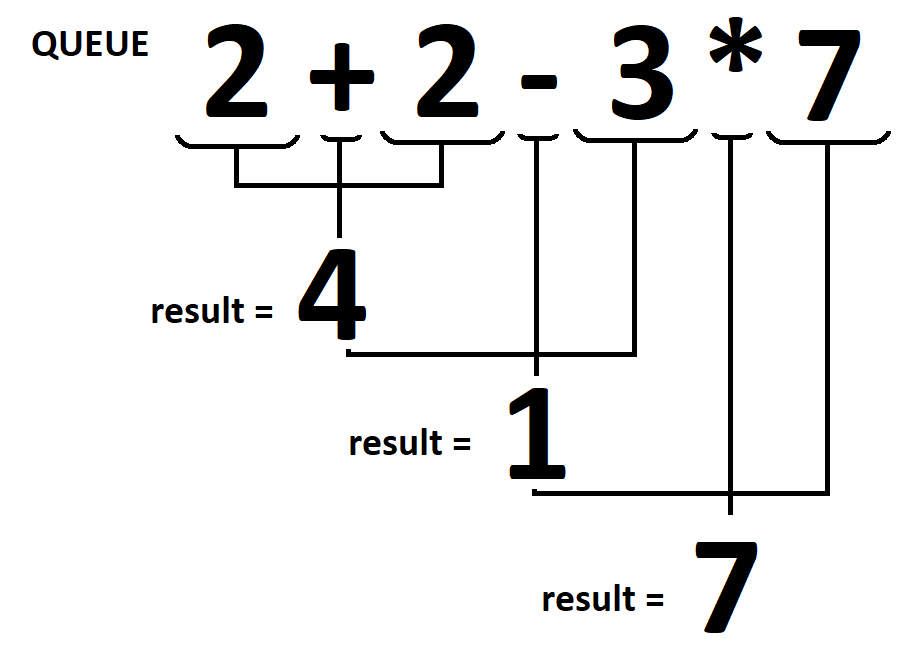 QUEUE 2 + 2 - 3 * 7
result = 4
result = 1
result = 7